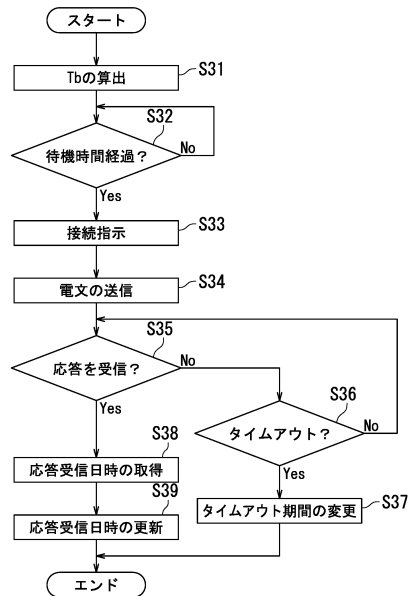 スタート
Tbの算出
S31
S32
待機時間経過？
No
Yes
接続指示
S33
電文の送信
S34
S35
応答を受信？
No
Yes
S36
タイムアウト？
No
Yes
S38
応答受信日時の取得
S39
タイムアウト期間の変更
S37
応答受信日時の更新
エンド